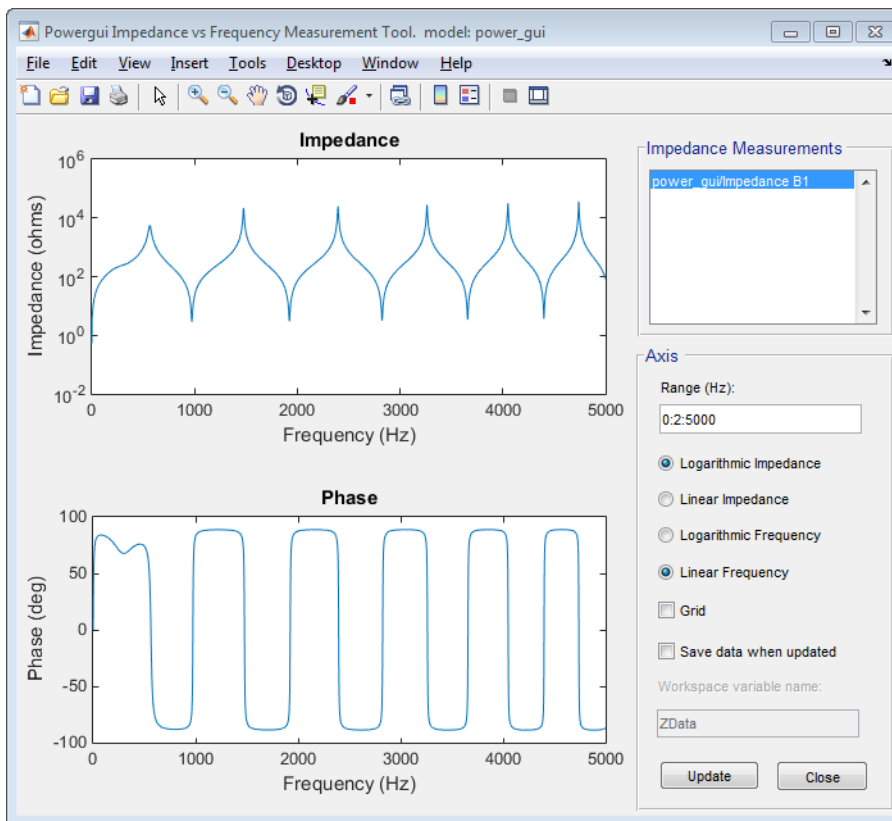 Powergui Impedance vs Frequency Measurement Tool. model: power_gui
File Edit View Insert Tools Desktop Window Help
Impedance
Impedance (ohms)
10^6
10^4
10^2
10^0
10^-2
0 1000 2000 3000 4000 5000
Frequency (Hz)
Phase
Phase (deg)
100
50
0
-50
-100
0 1000 2000 3000 4000 5000
Frequency (Hz)
Impedance Measurements
power_gui/Impedance B1
Axis
Range (Hz):
0:2:5000
Logarithmic Impedance
Linear Impedance
Logarithmic Frequency
Linear Frequency
Grid
Save data when updated
Workspace variable name:
ZData
Update Close